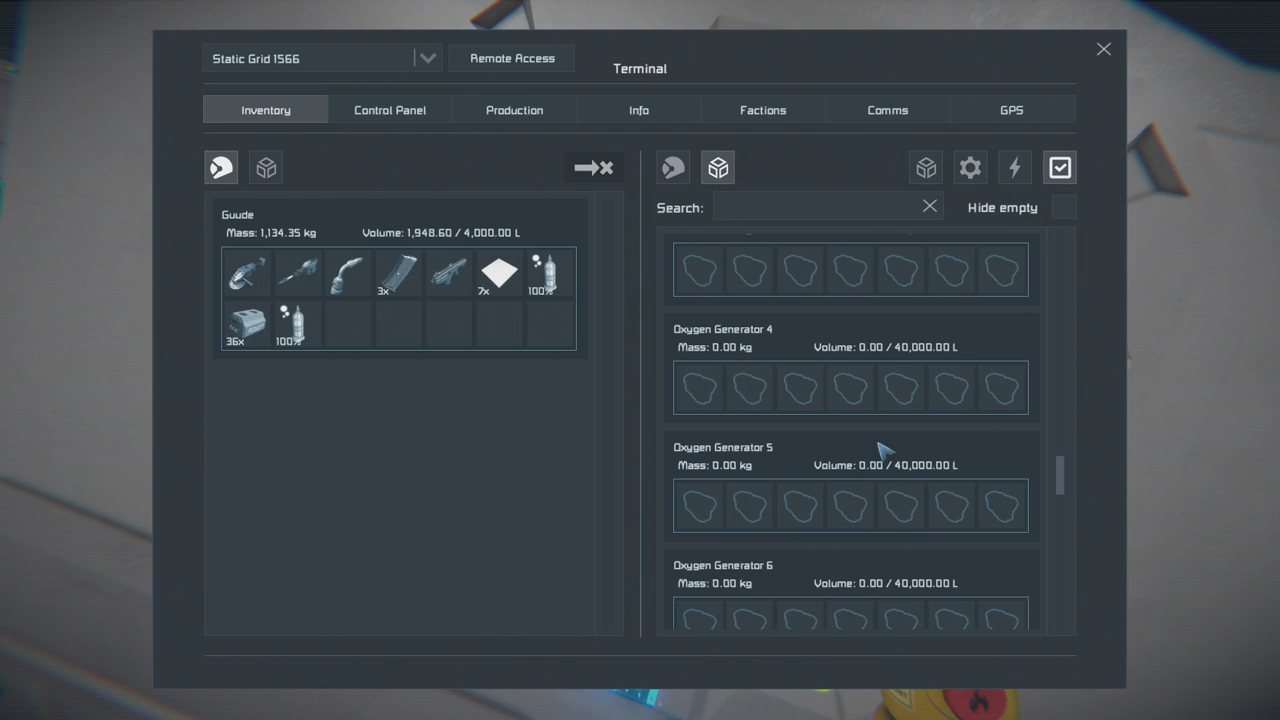 Static Grid 1566
Remote Access
Terminal
Inventory
Control Panel
Production
Info
Factions
Comms
GPS
Search:
Hide empty
Guude
Mass: 1,134.35 kg
Volume: 1,948.60 / 4,000.00 L
3x
7x
100%
36x
100%
Oxygen Generator 4
Mass: 0.00 kg
Volume: 0.00 / 40,000.00 L
Oxygen Generator 5
Mass: 0.00 kg
Volume: 0.00 / 40,000.00 L
Oxygen Generator 6
Mass: 0.00 kg
Volume: 0.00 / 40,000.00 L